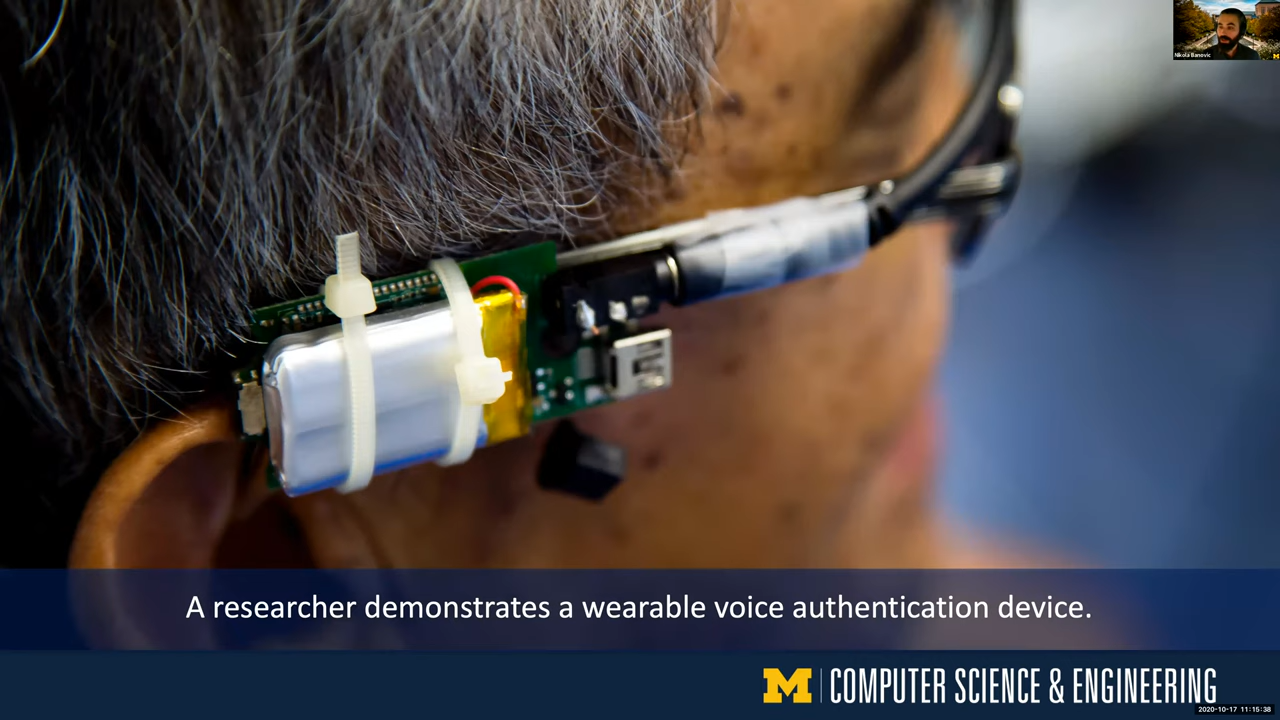 Nikola Banovic
A researcher demonstrates a wearable voice authentication device.
M | COMPUTER SCIENCE & ENGINEERING
2020-10-17 11:15:38